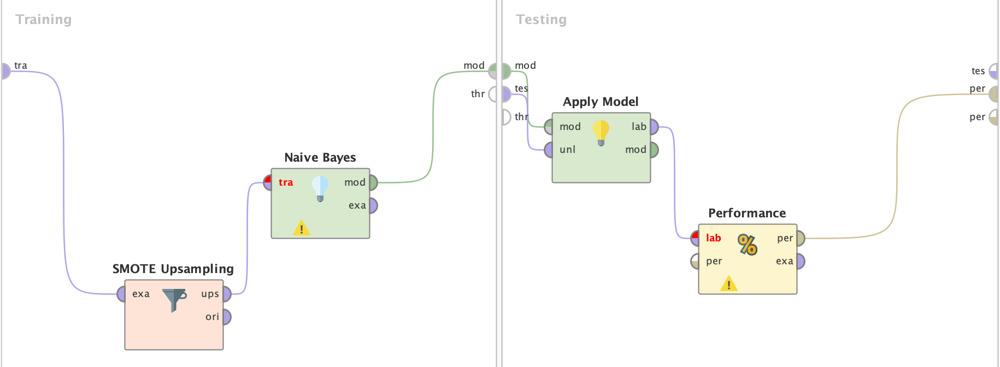 Training
tra
mod
thr
Naive Bayes
tra
mod
exa
SMOTE Upsampling
exa
ups
ori
Testing
mod
tes
thr
Apply Model
mod
lab
unl
mod
Performance
lab
per
per
exa
tes
per
per